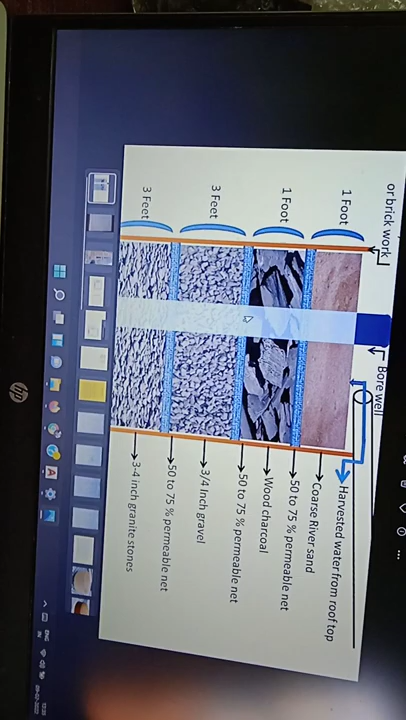 or brick work
Bore well
Harvested water from roof top
1 Foot
Coarse River sand
50 to 75 % permeable net
1 Foot
Wood charcoal
50 to 75 % permeable net
3 Feet
3/4 Inch gravel
50 to 75 % permeable net
3 Feet
3-4 inch granite stones
hp